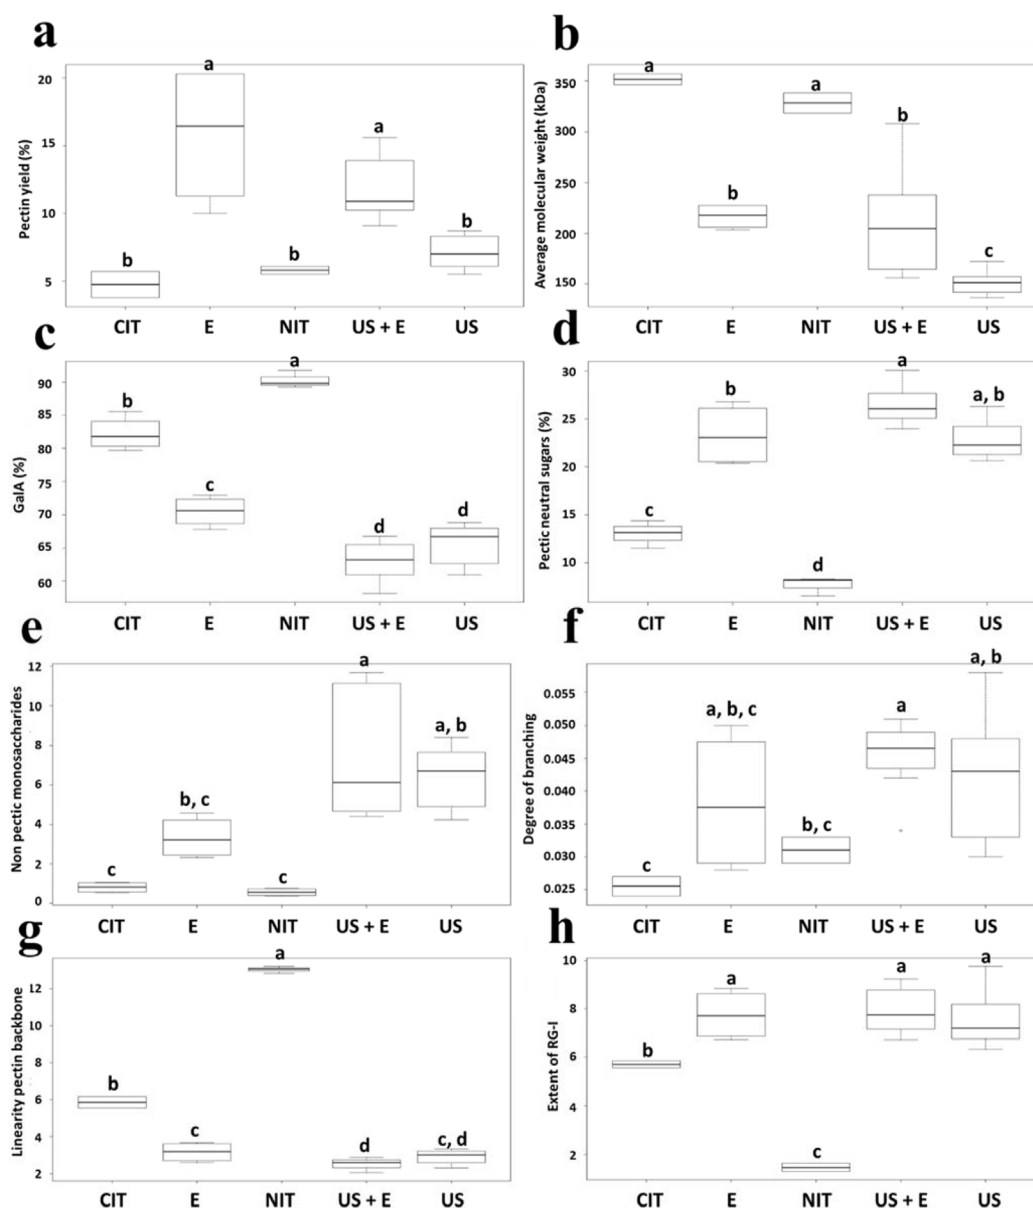 a
a
a
b
b
b
20
15
10
5
Pectin yield (%)
CIT E NIT US + E US
b
a
a
b
b
c
350
300
250
200
150
Average molecular weight (kDa)
CIT E NIT US + E US
c
a
b
c
d
d
90
85
80
75
70
65
60
GalA (%)
CIT E NIT US + E US
d
a
b
a, b
c
d
30
25
20
15
10
Pectic neutral sugars (%)
CIT E NIT US + E US
e
a
a, b
b, c
c
c
12
10
8
6
4
2
0
Non pectic monosaccharides
CIT E NIT US + E US
f
a, b
a, b, c
a
b, c
c
0.055
0.050
0.045
0.040
0.035
0.030
0.025
Degree of branching
CIT E NIT US + E US
g
a
b
c
d
c, d
12
10
8
6
4
2
Linearity pectin backbone
CIT E NIT US + E US
h
a
a
a
b
c
10
8
6
4
2
Extent of RG-I
CIT E NIT US + E US